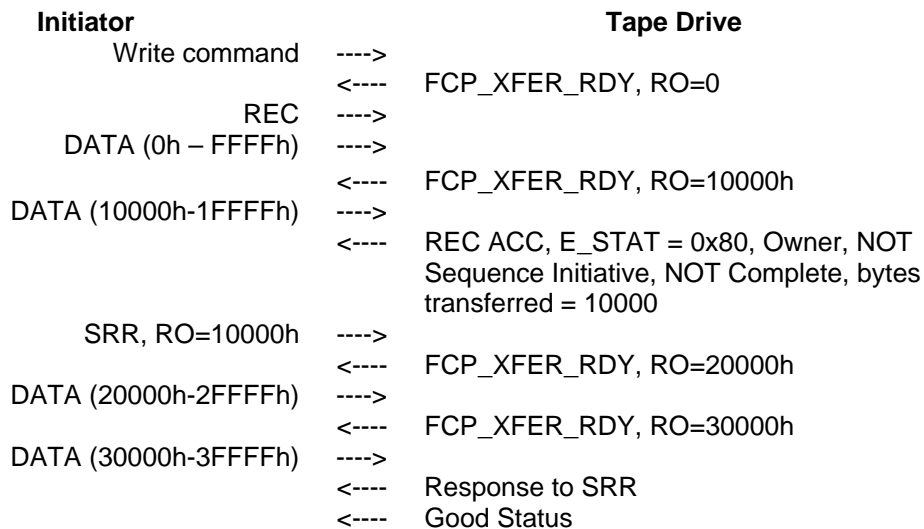 Initiator Tape Drive
Write command ---->
<---- FCP_XFER_RDY, RO=0
REC ---->
DATA (0h – FFFFh) ---->
<---- FCP_XFER_RDY, RO=10000h
DATA (10000h-1FFFFh) ---->
<---- REC ACC, E_STAT = 0x80, Owner, NOT
Sequence Initiative, NOT Complete, bytes
transferred = 10000
SRR, RO=10000h ---->
<---- FCP_XFER_RDY, RO=20000h
DATA (20000h-2FFFFh) ---->
<---- FCP_XFER_RDY, RO=30000h
DATA (30000h-3FFFFh) ---->
<---- Response to SRR
<---- Good Status